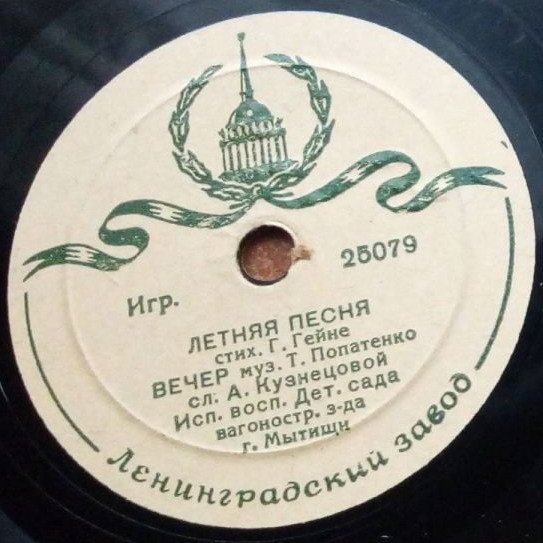 Игр.
25079
ЛЕТНЯЯ ПЕСНЯ
стих. Г. Гейне
ВЕЧЕР муз. Т. Попатенко
сл. А. Кузнецовой
Исп. восп. Дет. сада
вагоностр. з-да
г. Мытищи
Ленинградский завод